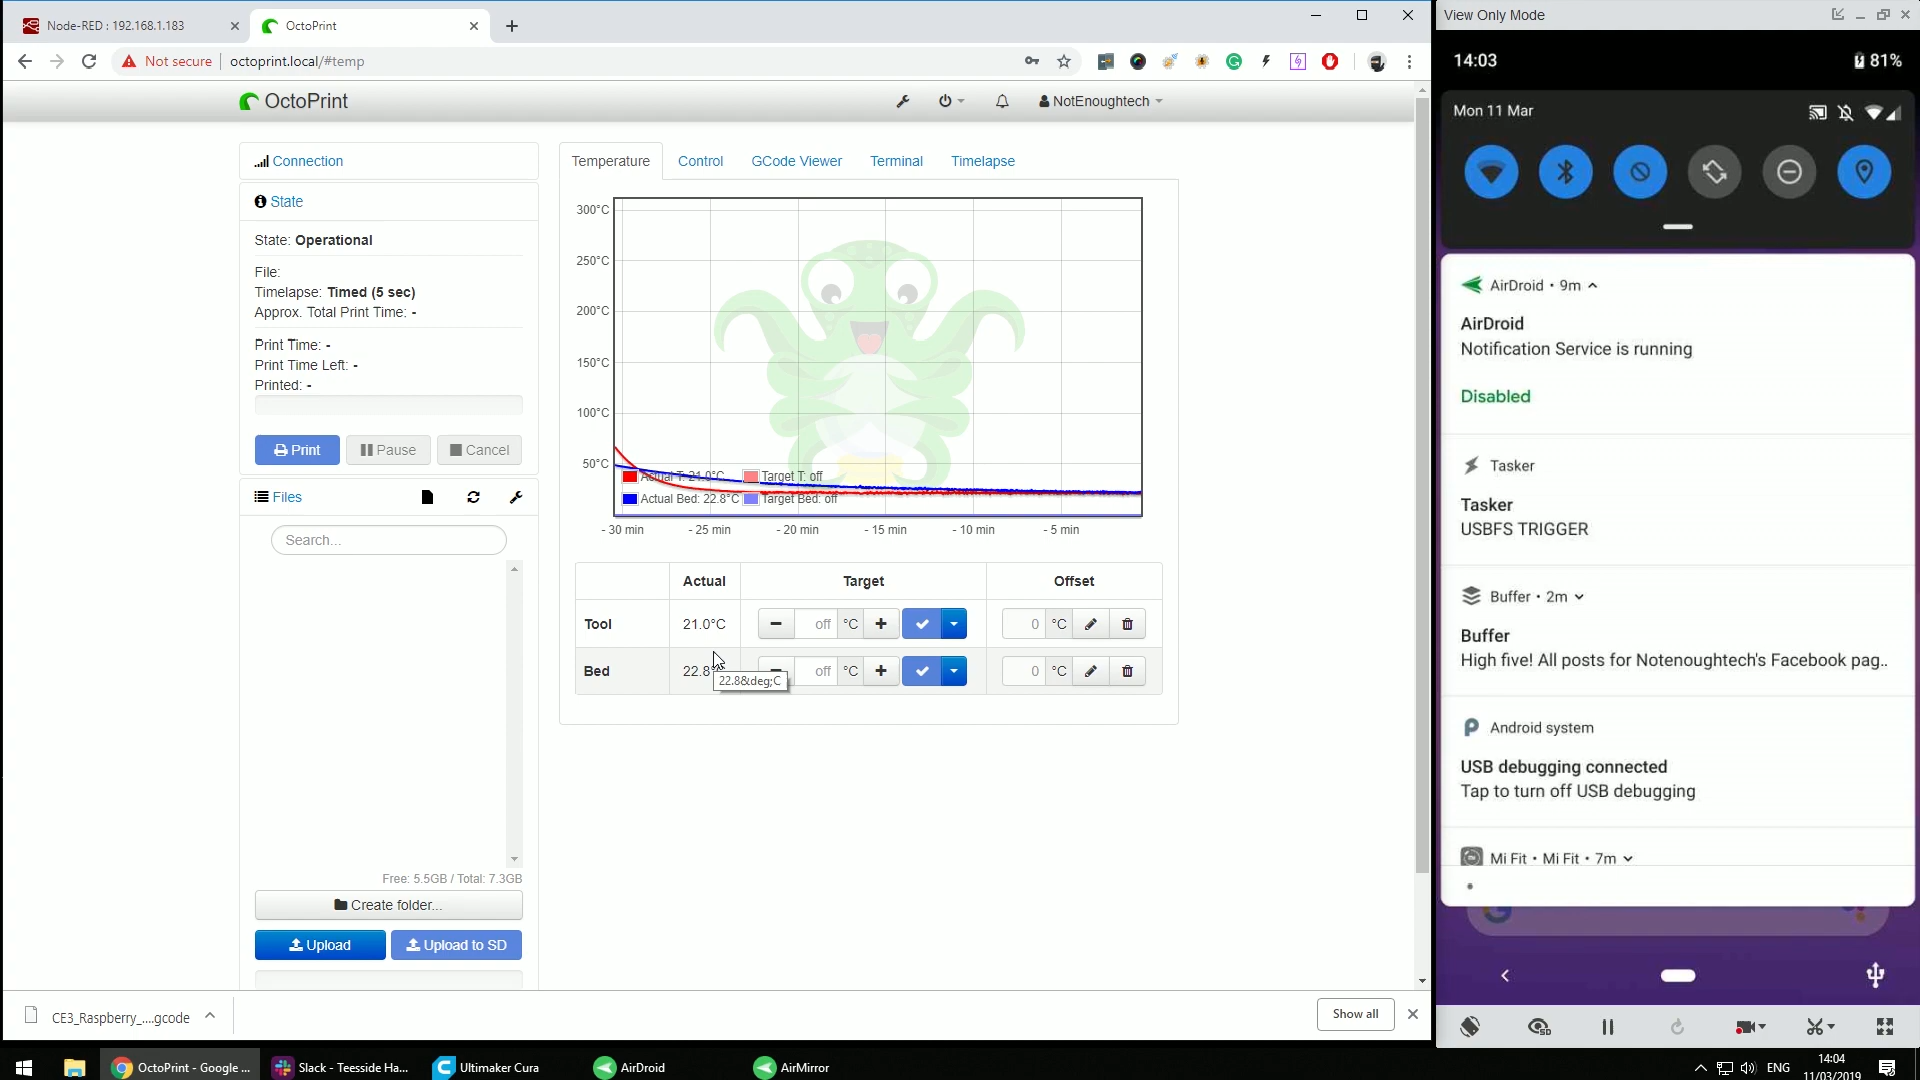 Node-RED : 192.168.1.183
OctoPrint
Not secure
octoprint.local/#temp
OctoPrint
NotEnoughtech
Connection
State
State: Operational
File:
Timelapse: Timed (5 sec)
Approx. Total Print Time: -
Print Time: -
Print Time Left: -
Printed: -
Print
Pause
Cancel
Files
Search...
Free: 5.5GB / Total: 7.3GB
Create folder...
Upload
Upload to SD
Temperature
Control
GCode Viewer
Terminal
Timelapse
300°C
250°C
200°C
150°C
100°C
50°C
Actual T: 21.0°C
Target T: off
Actual Bed: 22.8°C
Target Bed: off
- 30 min
- 25 min
- 20 min
- 15 min
- 10 min
- 5 min
Actual
Target
Offset
Tool
21.0°C
off
°C
0
°C
Bed
22.8°
off
°C
0
°C
22.8&deg;C
CE3_Raspberry_....gcode
Show all
OctoPrint - Google ...
Slack - Teesside Ha...
Ultimaker Cura
AirDroid
AirMirror
ENG
14:04
11/03/2019
View Only Mode
14:03
81%
Mon 11 Mar
AirDroid • 9m
AirDroid
Notification Service is running
Disabled
Tasker
Tasker
USBFS TRIGGER
Buffer • 2m
Buffer
High five! All posts for Notenoughtech's Facebook pag..
Android system
USB debugging connected
Tap to turn off USB debugging
Mi Fit • Mi Fit • 7m